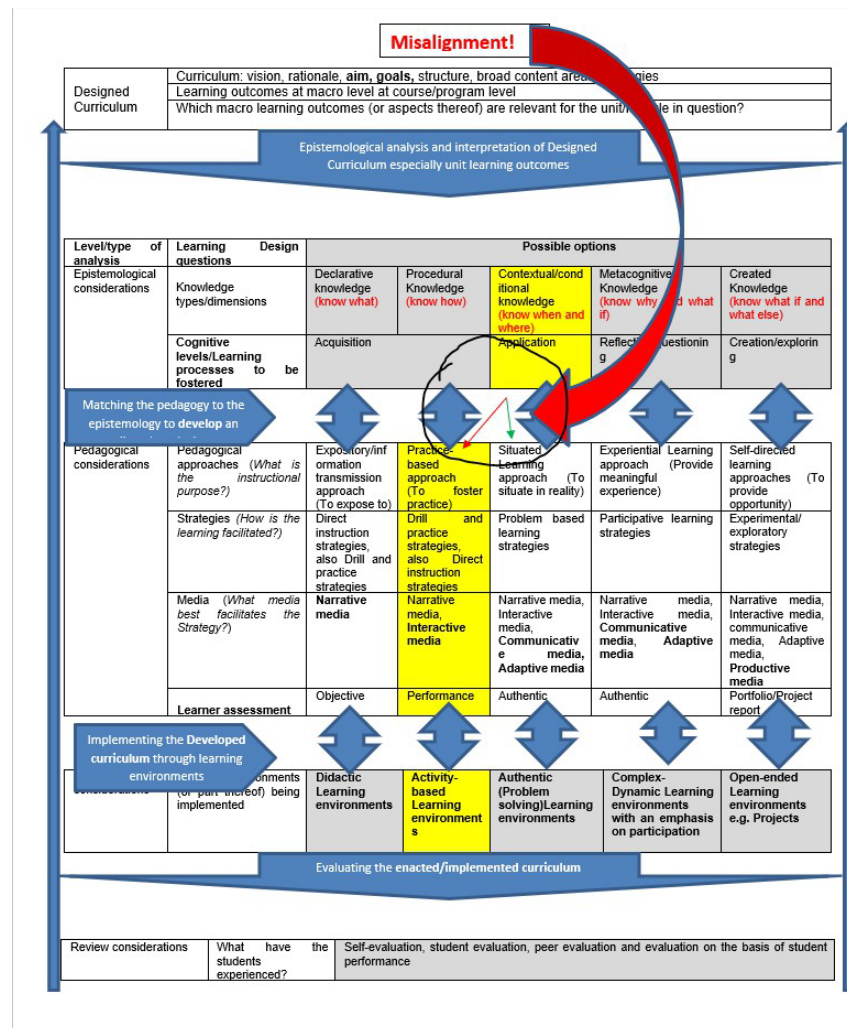 Misalignment!
Designed
Curriculum
Curriculum: vision, rationale, aim, goals, structure, broad content area
gies
Learning outcomes at macro level at course/program level
Which macro learning outcomes (or aspects thereof) are relevant for the unit/
le in question?
Epistemological analysis and interpretation of Designed
Curriculum especially unit learning outcomes
Level/type of
analysis
Learning Design
questions
Possible options
Epistemological
considerations
Knowledge
types/dimensions
Declarative
knowledge
(know what)
Procedural
Knowledge
(know how)
Contextual/cond
itional
knowledge
(know when and
where)
Metacognitive
Knowledge
(know why
nd what
if)
Created
Knowledge
(know what if and
what else)
Cognitive
levels/Learning
processes to be
fostered
Acquisition
Application
Reflecti
questionin
g
Creation/explorin
g
Matching the pedagogy to the
epistemology to develop an
Pedagogical
considerations
Pedagogical
approaches (What is
the instructional
purpose?)
Expository/inf
ormation
transmission
approach
(To expose to)
Practice-
based
approach
(To foster
practice)
Situated
Learning
approach (To
situate in reality)
Experiential Learning
approach (Provide
meaningful
experience)
Self-directed
learning
approaches (To
provide
opportunity)
Strategies (How is the
learning facilitated?)
Direct
instruction
strategies,
also Drill and
practice
strategies
Drill and
practice
strategies,
also Direct
instruction
strategies
Problem based
learning
strategies
Participative learning
strategies
Experimental/
exploratory
strategies
Media (What media
best facilitates the
Strategy?)
Narrative
media
Narrative
media,
Interactive
media
Narrative media,
Interactive
media,
Communicativ
e media,
Adaptive media
Narrative media,
Interactive media,
Communicative
media, Adaptive
media
Narrative media,
Interactive media,
communicative
media, Adaptive
media,
Productive
media
Learner assessment
Objective
Performance
Authentic
Authentic
Portfolio/Project
report
Implementing the Developed
curriculum through learning
environments
onments
(or part thereof) being
implemented
Didactic
Learning
environments
Activity-
based
Learning
environment
s
Authentic
(Problem
solving)Learning
environments
Complex-
Dynamic Learning
environments
with an emphasis
on participation
Open-ended
Learning
environments
e.g. Projects
Evaluating the enacted/implemented curriculum
Review considerations
What have the
students
experienced?
Self-evaluation, student evaluation, peer evaluation and evaluation on the basis of student
performance